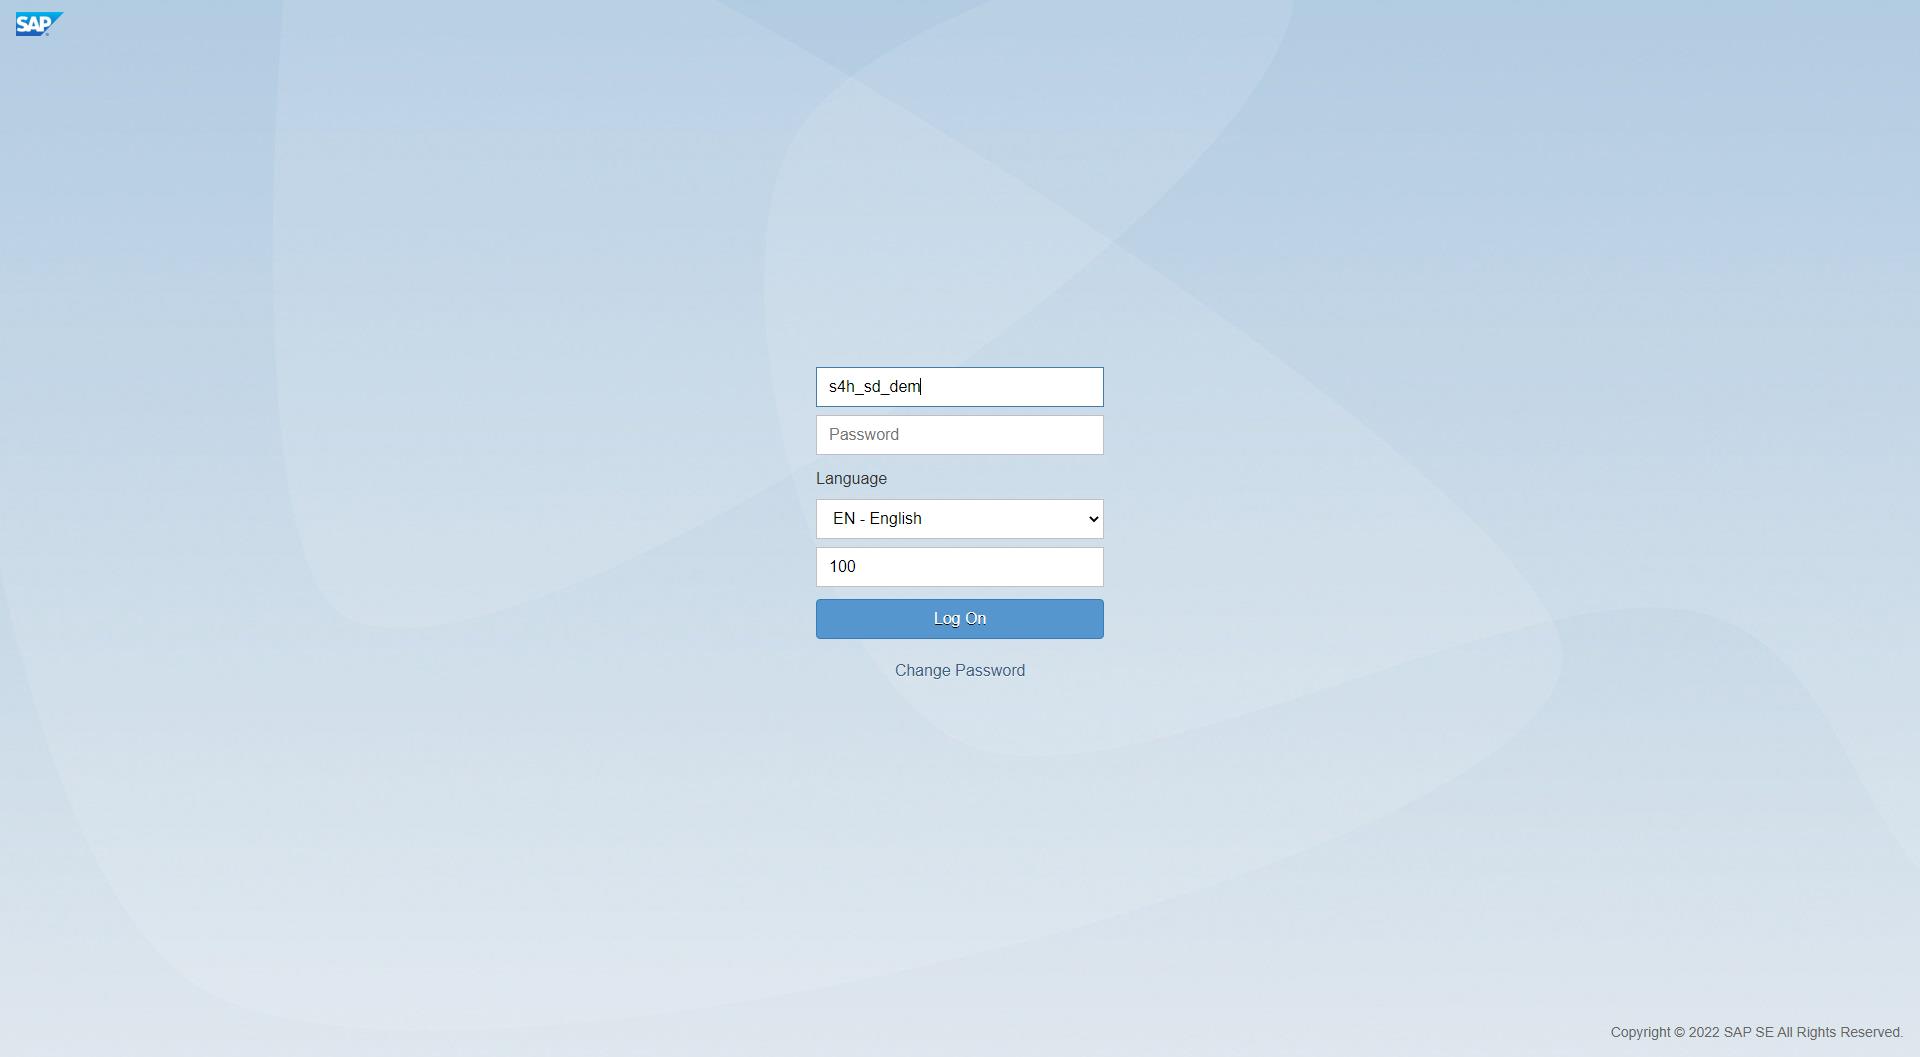 SAP
s4h_sd_dem
Password
Language
EN - English
100
Log On
Change Password
Copyright © 2022 SAP SE All Rights Reserved.